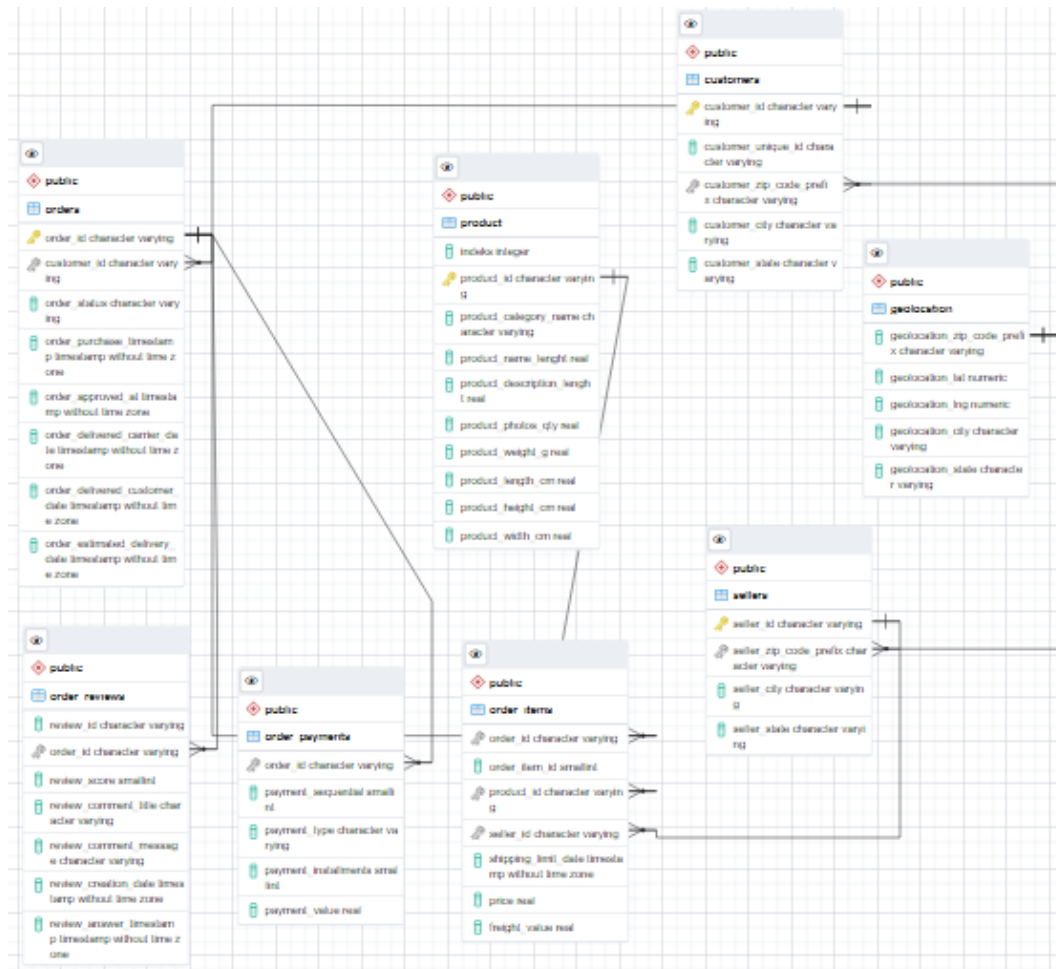 public
customers
customer_id character vary
ing
customer_unique_id chara
cter varying
customer_zip_code_prefi
x character varying
customer_city character va
rying
customer_state character v
arying
public
orders
order_id character varying
customer_id character vary
ing
order_status character vary
ing
order_purchase_timestam
p timestamp without time z
one
order_approved_at timesta
mp without time zone
order_delivered_carrier_da
te timestamp without time z
one
order_delivered_customer_
date timestamp without tim
e zone
order_estimated_delivery_
date timestamp without tim
e zone
public
product
indeks integer
product_id character varyin
g
product_category_name ch
aracter varying
product_name_lenght real
product_description_lengh
t real
product_photos_qty real
product_weight_g real
product_length_cm real
product_height_cm real
product_width_cm real
public
geolocation
geolocation_zip_code_prefi
x character varying
geolocation_lat numeric
geolocation_lng numeric
geolocation_city character
varying
geolocation_state characte
r varying
public
sellers
seller_id character varying
seller_zip_code_prefix char
acter varying
seller_city character varyin
g
seller_state character varyi
ng
public
order_reviews
review_id character varying
order_id character varying
review_score smallint
review_comment_title char
acter varying
review_comment_messag
e character varying
review_creation_date times
tamp without time zone
review_answer_timestam
p timestamp without time z
one
public
order_payments
order_id character varying
payment_sequential smalli
nt
payment_type character va
rying
payment_instalments smal
lint
payment_value real
public
order_items
order_id character varying
order_item_id smallint
product_id character varyin
g
seller_id character varying
shipping_limit_date timesta
mp without time zone
price real
freight_value real